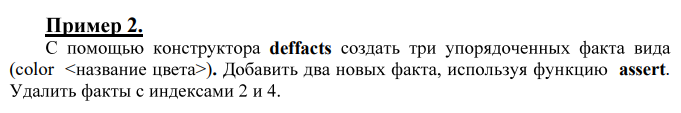 Пример 2.
С помощью конструктора deffacts создать три упорядоченных факта вида
(color <название цвета>). Добавить два новых факта, используя функцию assert.
Удалить факты с индексами 2 и 4.